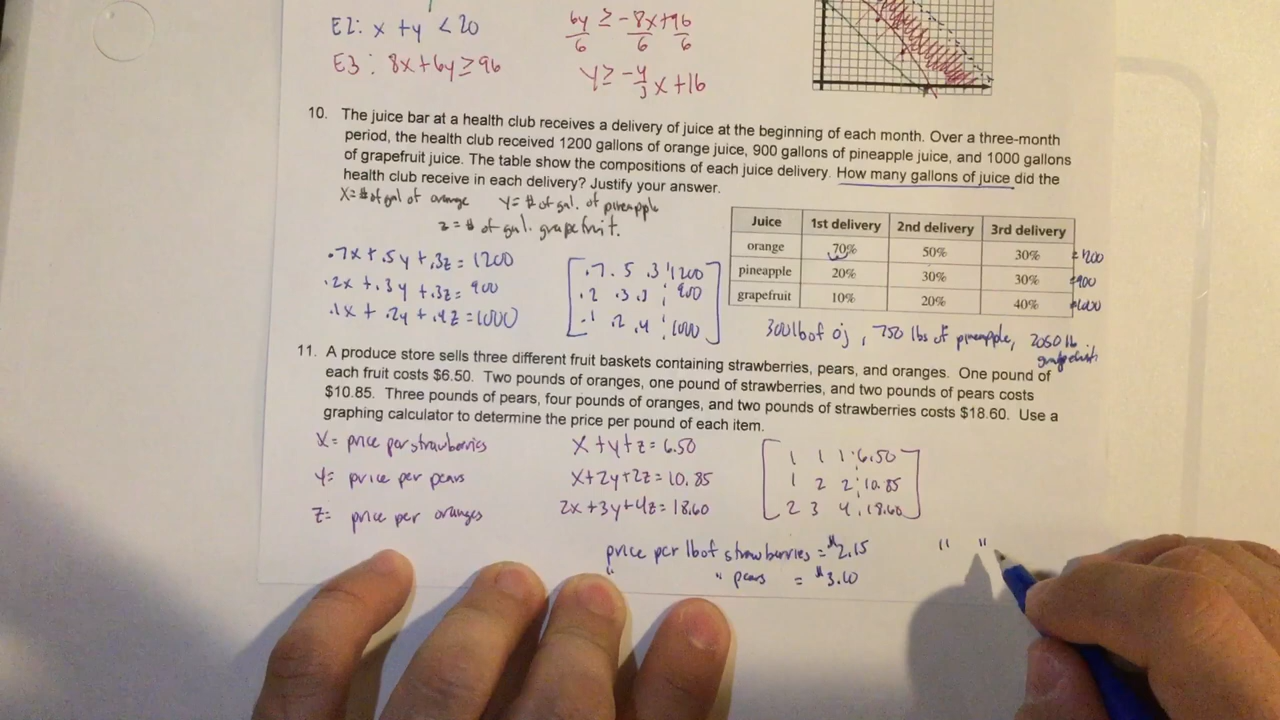 E2: x + y < 20
E3: 8x+6y≥96
6y ≥ -8x+96
6 6 6
y≥ -4/3x+16
10. The juice bar at a health club receives a delivery of juice at the beginning of each month. Over a three-month
period, the health club received 1200 gallons of orange juice, 900 gallons of pineapple juice, and 1000 gallons
of grapefruit juice. The table show the compositions of each juice delivery. How many gallons of juice did the
health club receive in each delivery? Justify your answer.
X=# of gal of orange y=# of gal. of pineapple
z=# of gal. grapefruit.
.7x+.5y+.3z=1200
.2x+.3y+.3z=900
.1x+.2y+.4z=1000
.7 .5 .3 1200
.2 .3 .3 900
.1 .2 .4 1000
Juice 1st delivery 2nd delivery 3rd delivery
orange 70% 50% 30% =1200
pineapple 20% 30% 30% =900
grapefruit 10% 20% 40% =1000
300 lb of oj, 750 lbs of pineapple, 2050 lb
grapefruit
11. A produce store sells three different fruit baskets containing strawberries, pears, and oranges. One pound of
each fruit costs $6.50. Two pounds of oranges, one pound of strawberries, and two pounds of pears costs
$10.85. Three pounds of pears, four pounds of oranges, and two pounds of strawberries costs $18.60. Use a
graphing calculator to determine the price per pound of each item.
X= price per strawberries
y= price per pears
z= price per oranges
x+y+z=6.50
x+2y+2z=10.85
2x+3y+4z=18.60
1 1 1 6.50
1 2 2 10.85
2 3 4 18.60
price per lb of strawberries = $2.15
" " pears = $3.10
" "